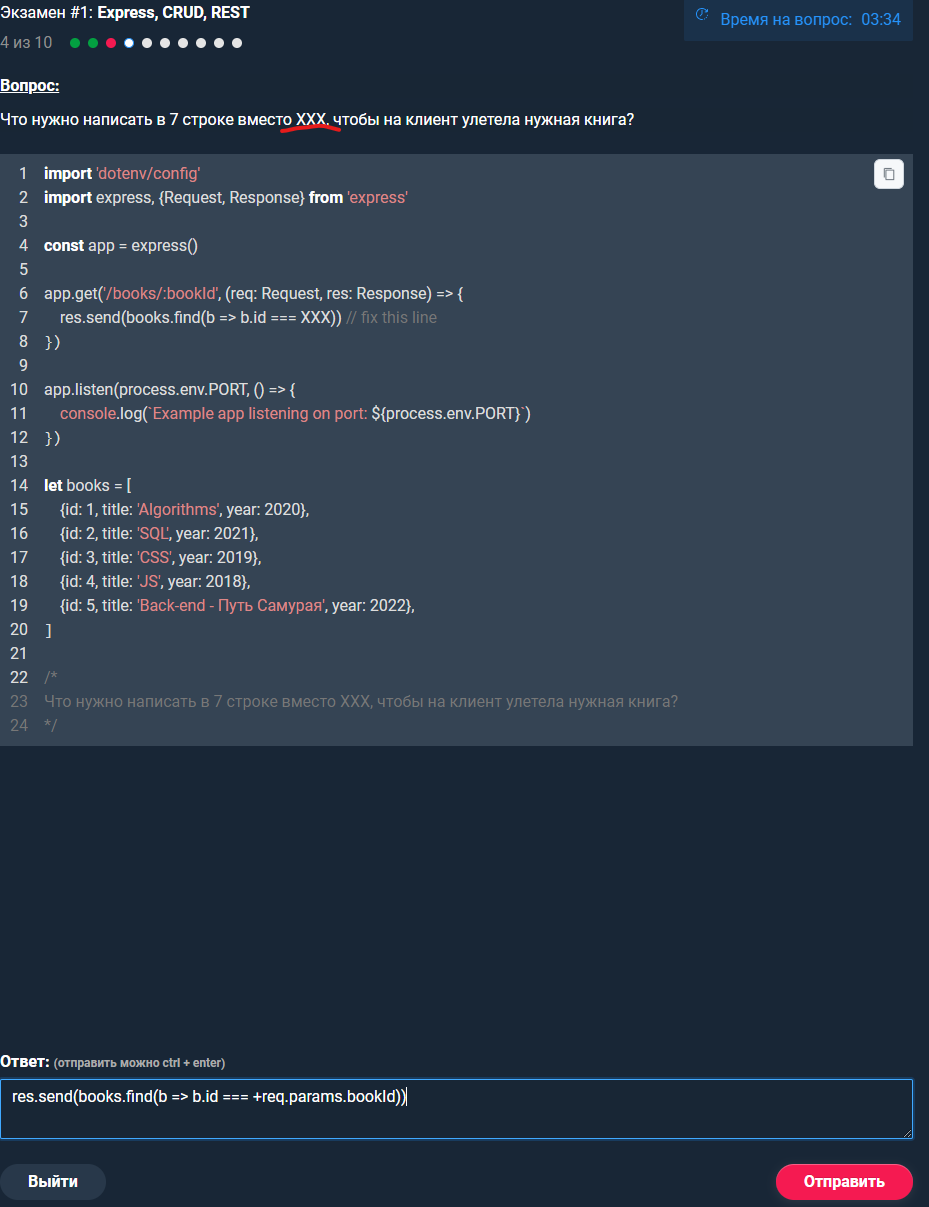 Экзамен #1: Express, CRUD, REST
Время на вопрос: 03:34
4 из 10
Вопрос:
Что нужно написать в 7 строке вместо XXX, чтобы на клиент улетела нужная книга?
1 import 'dotenv/config'
2 import express, {Request, Response} from 'express'
3
4 const app = express()
5
6 app.get('/books/:bookId', (req: Request, res: Response) => {
7 res.send(books.find(b => b.id === XXX)) // fix this line
8 })
9
10 app.listen(process.env.PORT, () => {
11 console.log(`Example app listening on port: ${process.env.PORT}`)
12 })
13
14 let books = [
15 {id: 1, title: 'Algorithms', year: 2020},
16 {id: 2, title: 'SQL', year: 2021},
17 {id: 3, title: 'CSS', year: 2019},
18 {id: 4, title: 'JS', year: 2018},
19 {id: 5, title: 'Back-end - Путь Самурая', year: 2022},
20 ]
21
22 /*
23 Что нужно написать в 7 строке вместо XXX, чтобы на клиент улетела нужная книга?
24 */
Ответ: (отправить можно ctrl + enter)
res.send(books.find(b => b.id === +req.params.bookId))
Выйти
Отправить